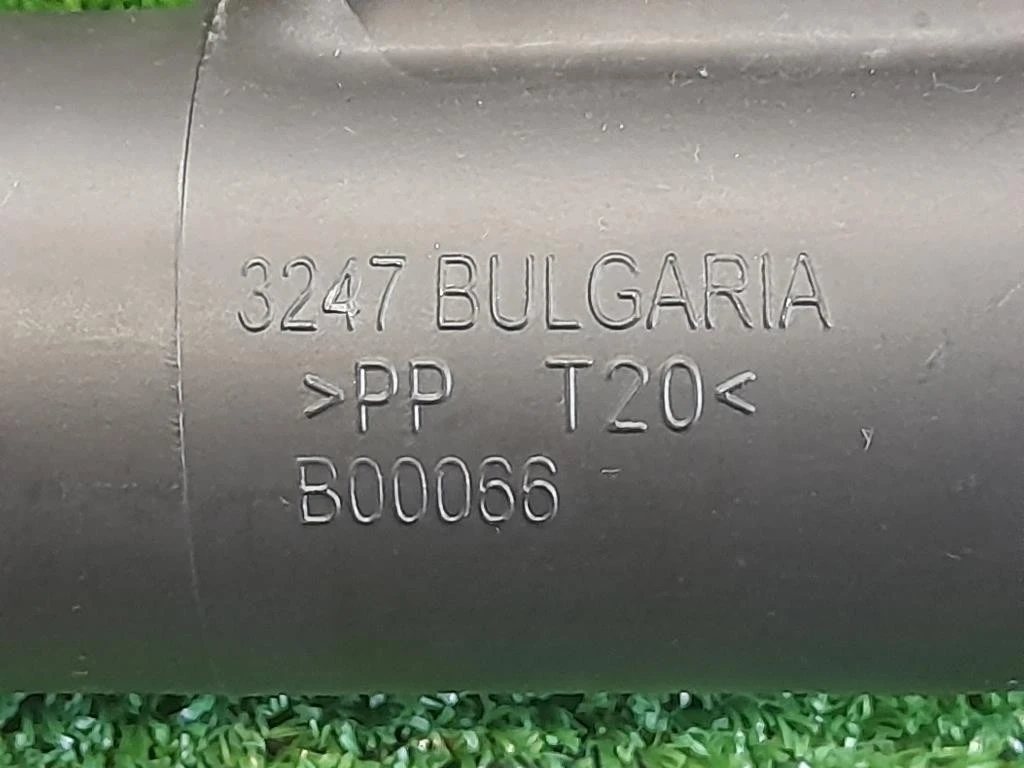 3247 BULGARIA
>PP T20<
B00066